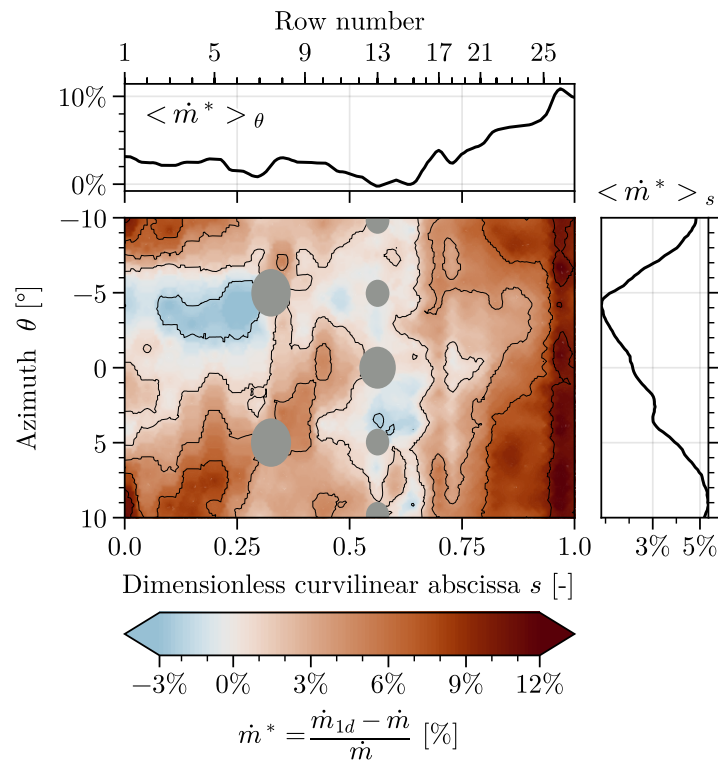 Row number
1 5 9 13 17 21 25
10%
< ṁ* >θ
0%
< ṁ* >s
−10
−5
0
5
10
Azimuth θ [°]
0.0 0.25 0.5 0.75 1.0
3% 5%
Dimensionless curvilinear abscissa s [-]
−3% 0% 3% 6% 9% 12%
ṁ* = (ṁ1d − ṁ) / ṁ [%]